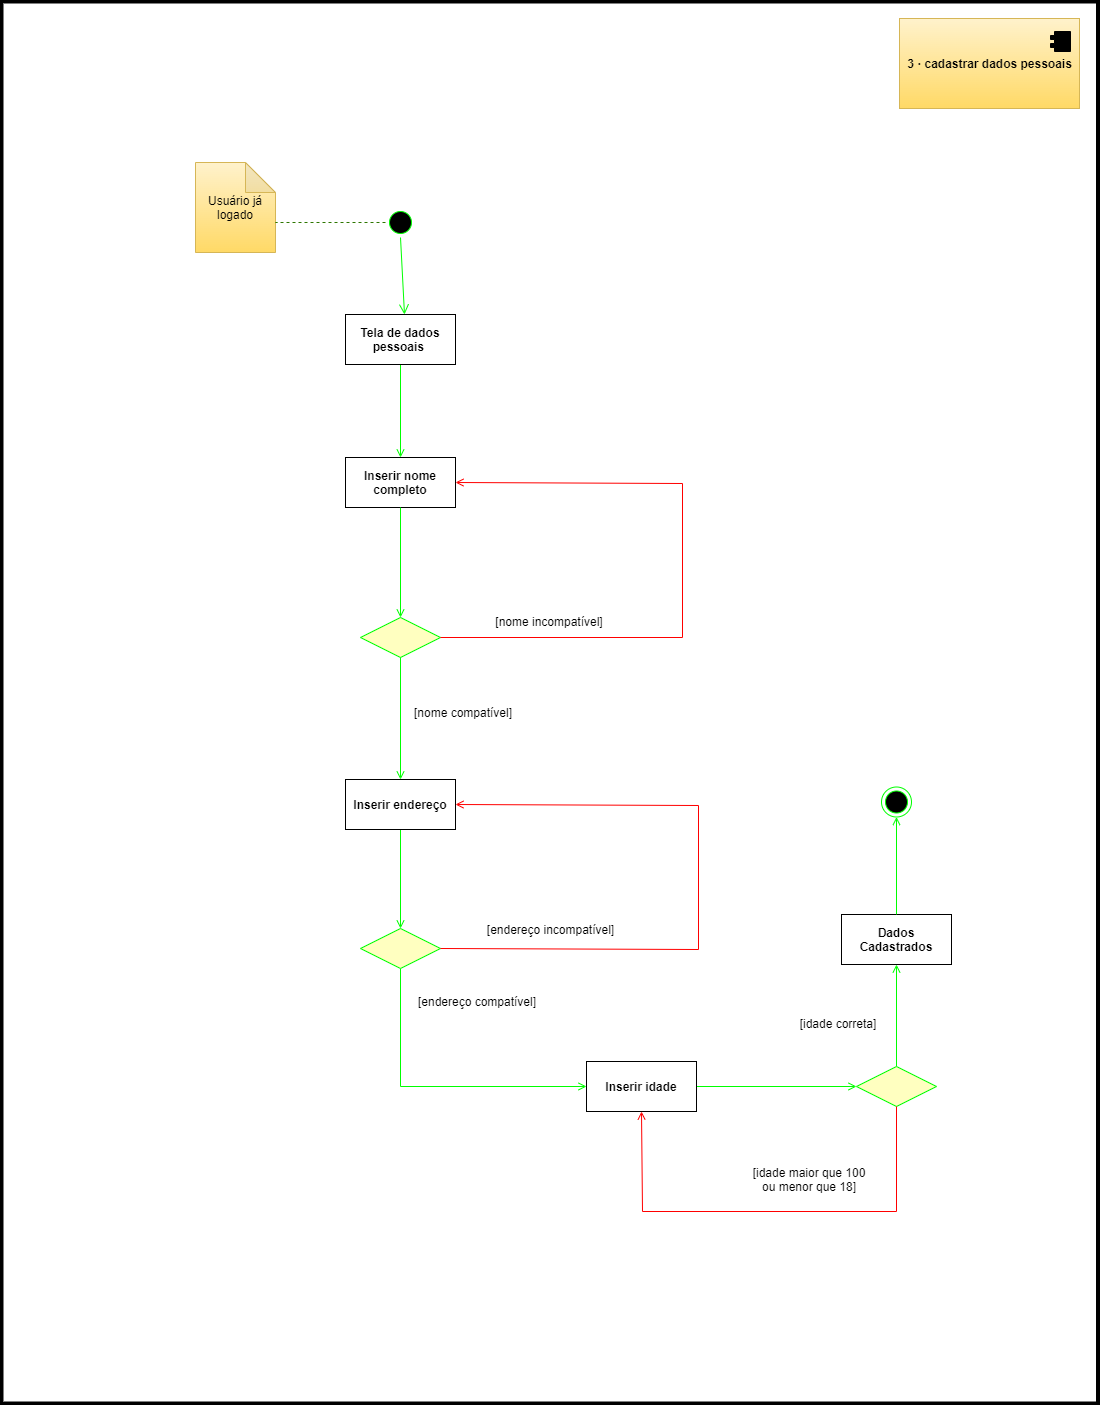 3 · cadastrar dados pessoais
Usuário já
logado
Tela de dados
pessoais
Inserir nome
completo
[nome incompatível]
[nome compatível]
Inserir endereço
[endereço incompatível]
[endereço compatível]
Dados
Cadastrados
[idade correta]
Inserir idade
[idade maior que 100
ou menor que 18]